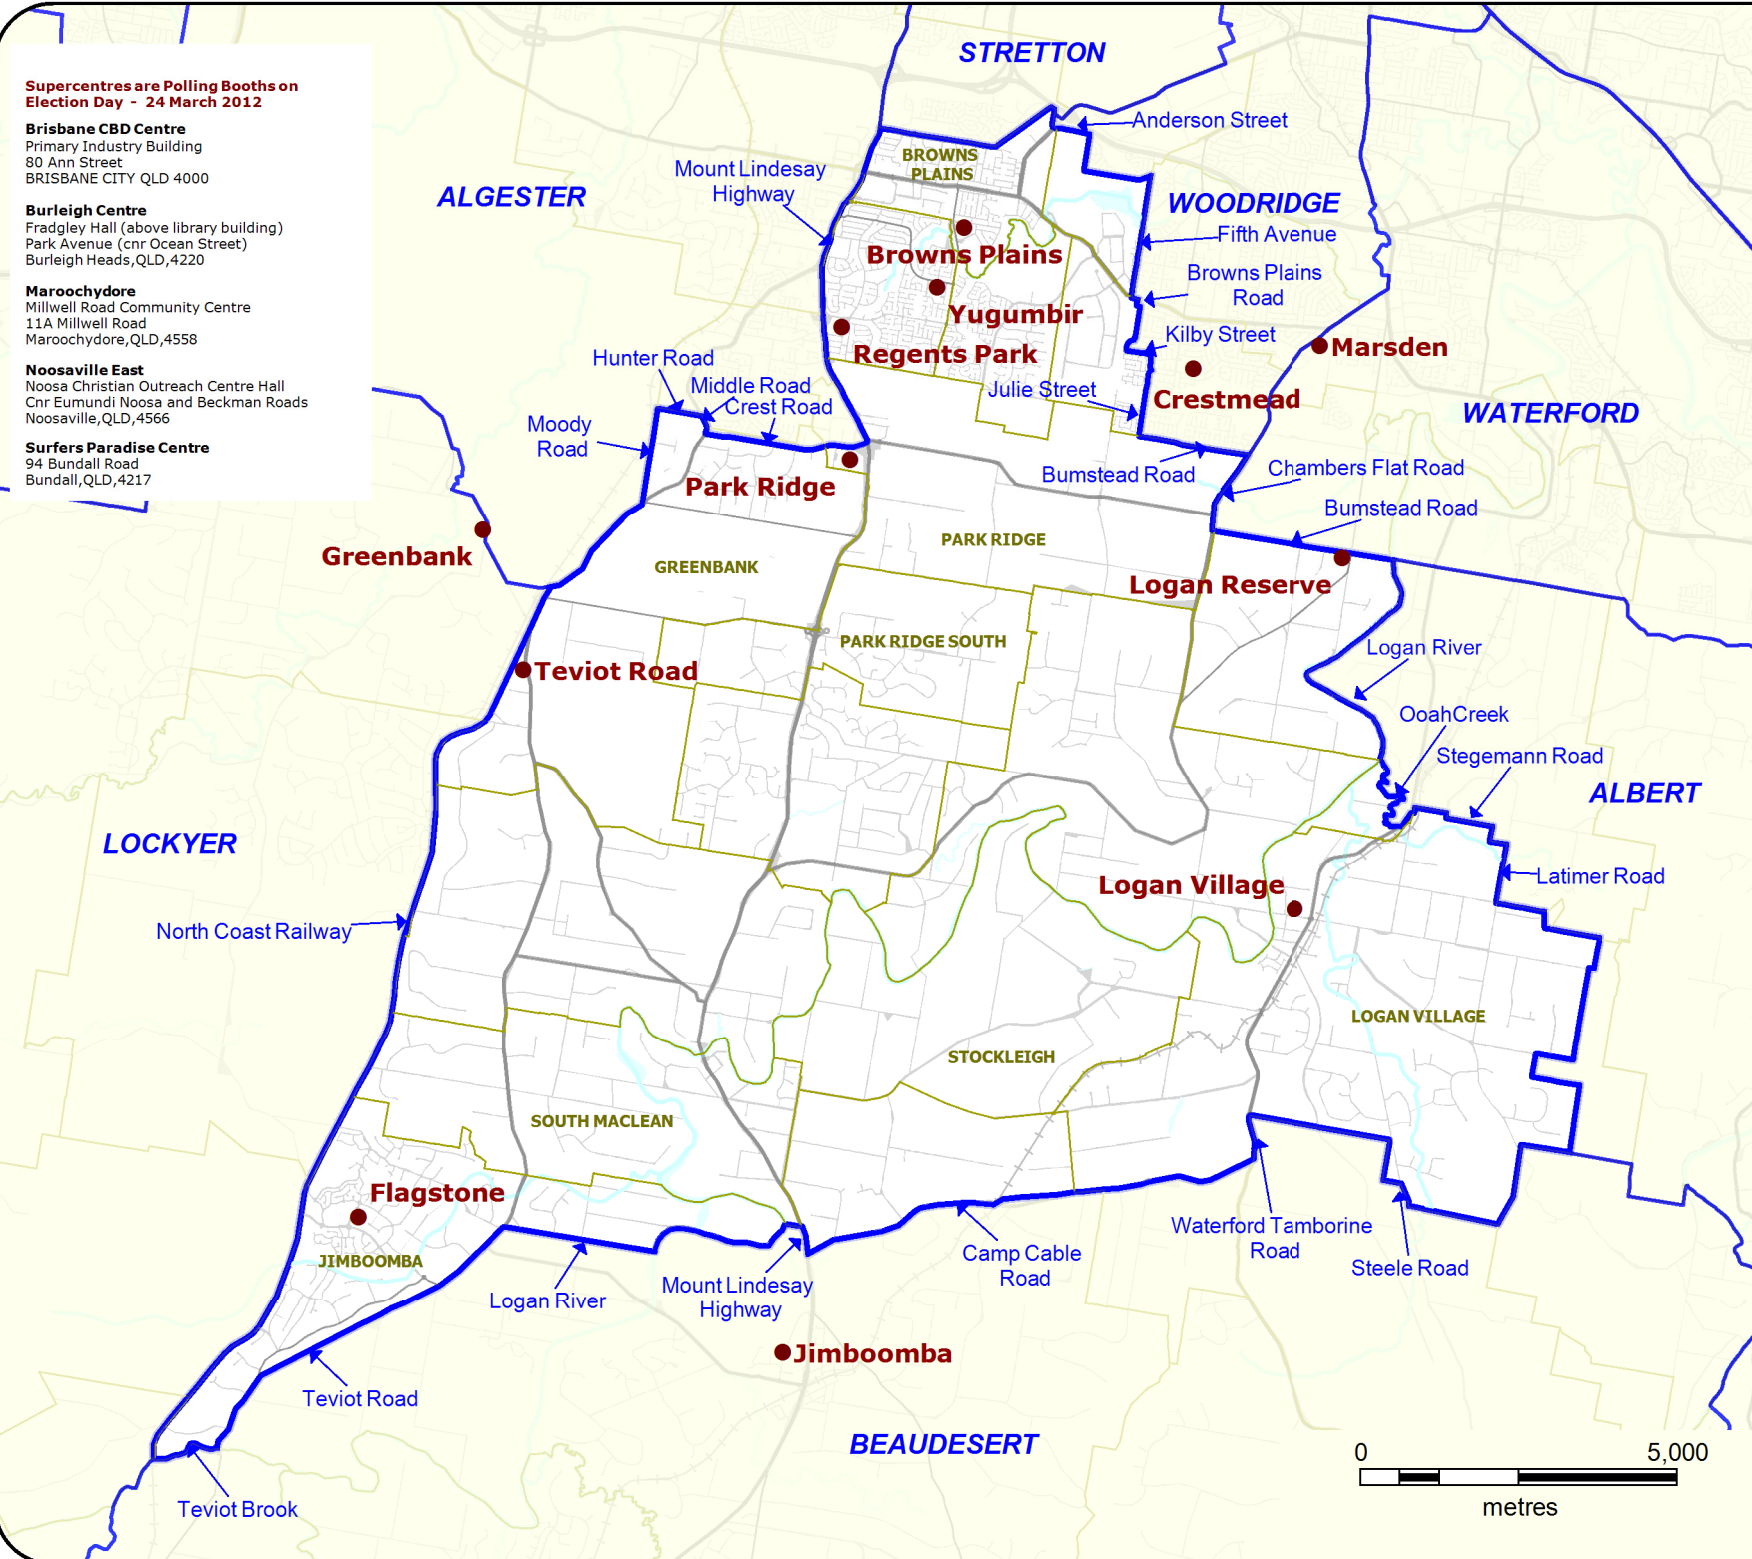 Supercentres are Polling Booths on
Election Day - 24 March 2012
Brisbane CBD Centre
Primary Industry Building
80 Ann Street
BRISBANE CITY QLD 4000
Burleigh Centre
Fradgley Hall (above library building)
Park Avenue (cnr Ocean Street)
Burleigh Heads,QLD,4220
Maroochydore
Millwell Road Community Centre
11A Millwell Road
Maroochydore,QLD,4558
Noosaville East
Noosa Christian Outreach Centre Hall
Cnr Eumundi Noosa and Beckman Roads
Noosaville,QLD,4566
Surfers Paradise Centre
94 Bundall Road
Bundall,QLD,4217
STRETTON
Anderson Street
BROWNS
PLAINS
Mount Lindesay
Highway
ALGESTER
WOODRIDGE
Fifth Avenue
Browns Plains
Browns Plains
Road
Yugumbir
Kilby Street
Marsden
Regents Park
Hunter Road
Middle Road
Julie Street
Crestmead
Crest Road
WATERFORD
Moody
Road
Bumstead Road
Chambers Flat Road
Park Ridge
Bumstead Road
PARK RIDGE
Greenbank
GREENBANK
Logan Reserve
PARK RIDGE SOUTH
Logan River
Teviot Road
OoahCreek
Stegemann Road
ALBERT
LOCKYER
Logan Village
Latimer Road
North Coast Railway
LOGAN VILLAGE
STOCKLEIGH
SOUTH MACLEAN
Flagstone
Waterford Tamborine
Road
Camp Cable
Road
JIMBOOMBA
Steele Road
Mount Lindesay
Highway
Logan River
Jimboomba
Teviot Road
BEAUDESERT
0 5,000
metres
Teviot Brook